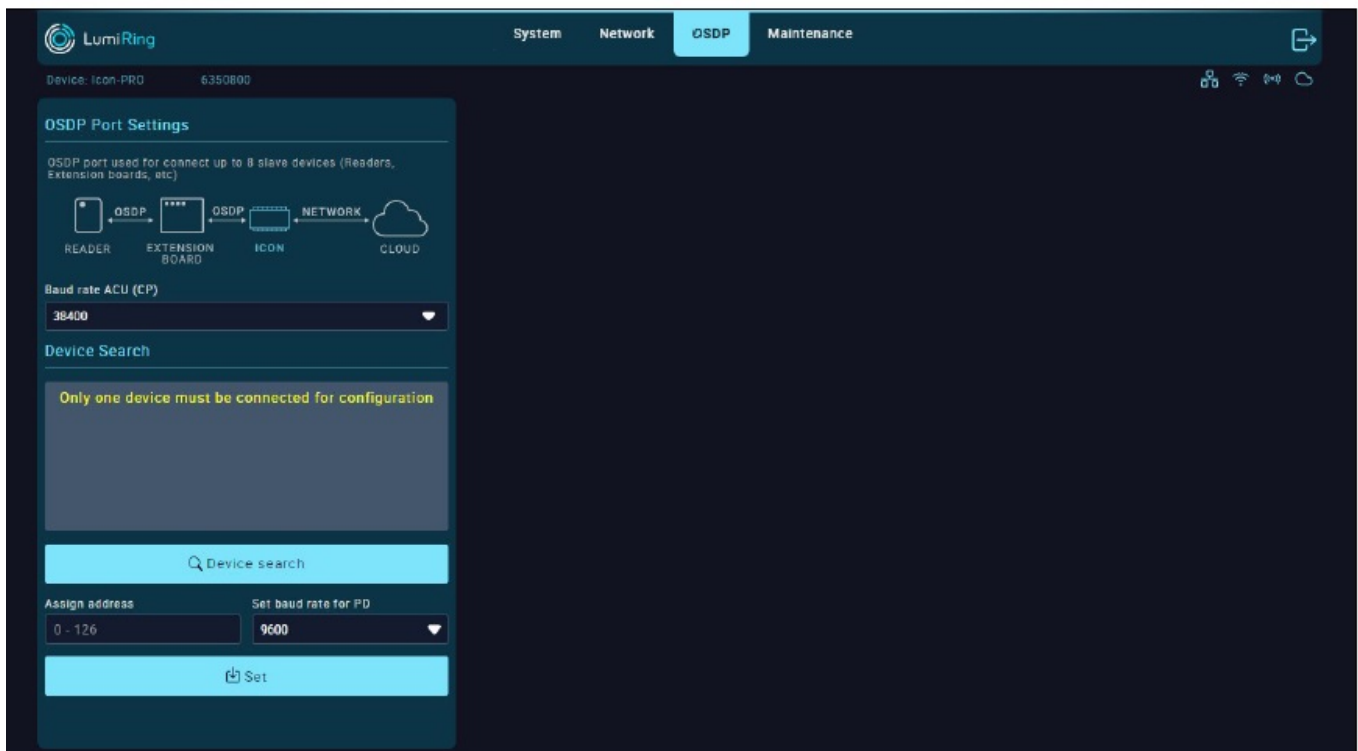 LumiRing
System Network OSDP Maintenance
Device: Icon-PRO 6350800
OSDP Port Settings
OSDP port used for connect up to 8 slave devices (Readers,
Extension boards, etc)
OSDP OSDP NETWORK
READER EXTENSION BOARD ICON CLOUD
Baud rate ACU (CP)
38400
Device Search
Only one device must be connected for configuration
Device search
Assign address Set baud rate for PD
0 - 126 9600
Set